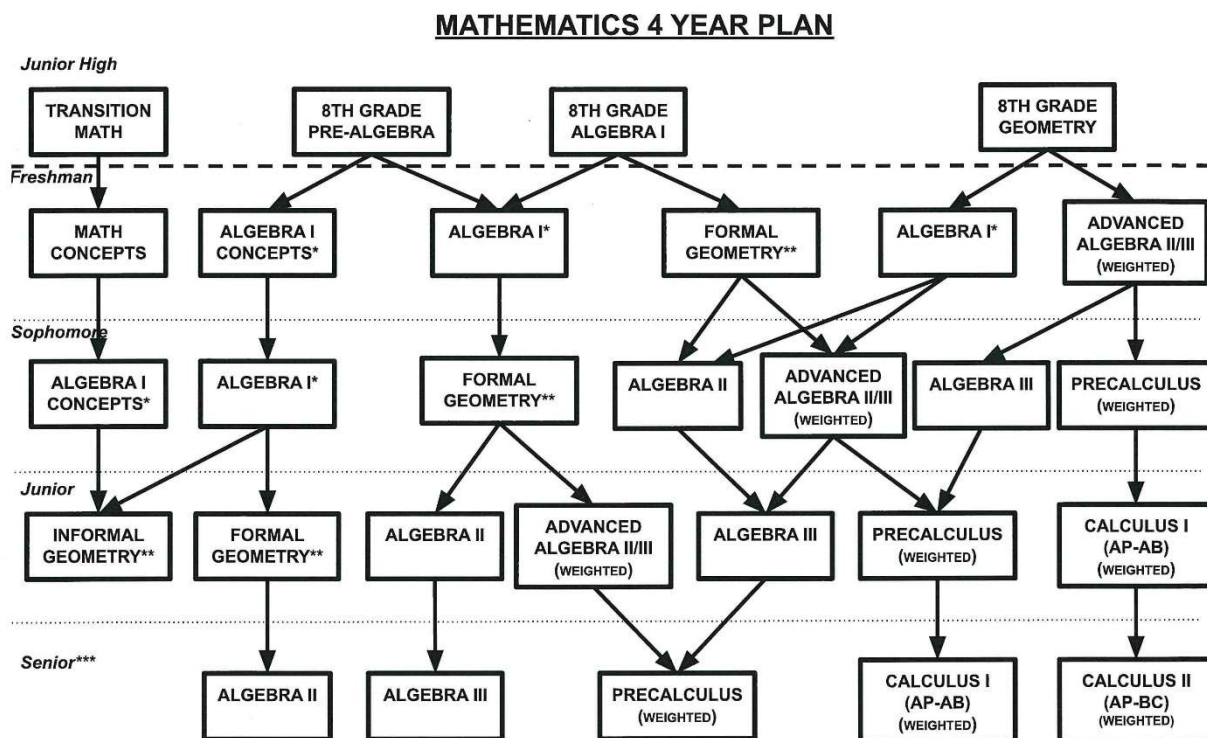 MATHEMATICS 4 YEAR PLAN
Junior High
TRANSITION
MATH
8TH GRADE
PRE-ALGEBRA
8TH GRADE
ALGEBRA I
8TH GRADE
GEOMETRY
Freshman
MATH
CONCEPTS
ALGEBRA I
CONCEPTS*
ALGEBRA I*
FORMAL
GEOMETRY**
ALGEBRA I*
ADVANCED
ALGEBRA II/III
(WEIGHTED)
Sophomore
ALGEBRA I
CONCEPTS*
ALGEBRA I*
FORMAL
GEOMETRY**
ALGEBRA II
ADVANCED
ALGEBRA II/III
(WEIGHTED)
ALGEBRA III
PRECALCULUS
(WEIGHTED)
Junior
INFORMAL
GEOMETRY**
FORMAL
GEOMETRY**
ALGEBRA II
ADVANCED
ALGEBRA II/III
(WEIGHTED)
ALGEBRA III
PRECALCULUS
(WEIGHTED)
CALCULUS I
(AP-AB)
(WEIGHTED)
Senior***
ALGEBRA II
ALGEBRA III
PRECALCULUS
(WEIGHTED)
CALCULUS I
(AP-AB)
(WEIGHTED)
CALCULUS II
(AP-BC)
(WEIGHTED)